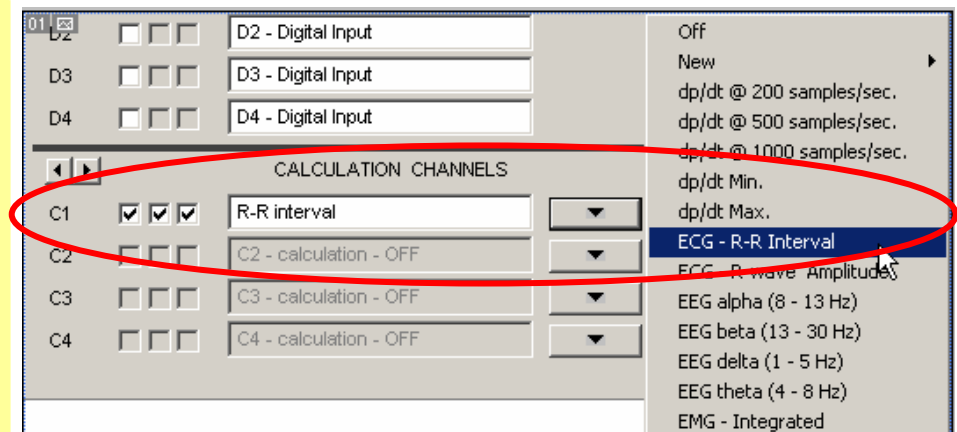 01
D2 D2 - Digital Input
D3 D3 - Digital Input
D4 D4 - Digital Input
CALCULATION CHANNELS
C1 R-R interval
C2 C2 - calculation - OFF
C3 C3 - calculation - OFF
C4 C4 - calculation - OFF
Off
New
dp/dt @ 200 samples/sec.
dp/dt @ 500 samples/sec.
dp/dt @ 1000 samples/sec.
dp/dt Min.
dp/dt Max.
ECG - R-R Interval
ECG - R-wave Amplitudes
EEG alpha (8 - 13 Hz)
EEG beta (13 - 30 Hz)
EEG delta (1 - 5 Hz)
EEG theta (4 - 8 Hz)
EMG - Integrated